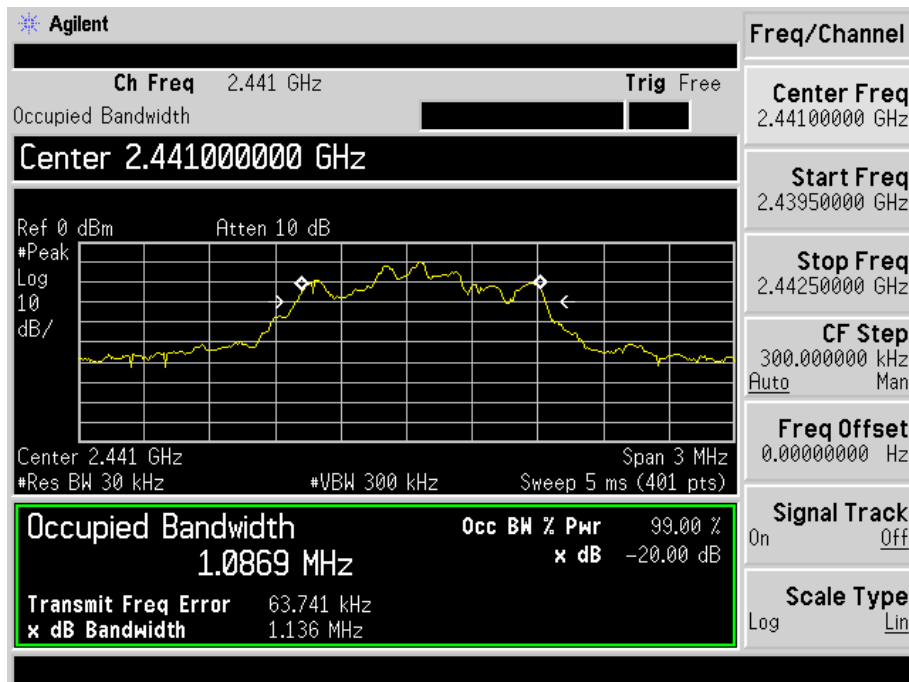 Agilent
Freq/Channel
Ch Freq 2.441 GHz Trig Free
Occupied Bandwidth
Center 2.441000000 GHz
Ref 0 dBm Atten 10 dB
#Peak
Log
10
dB/
Center 2.441 GHz Span 3 MHz
#Res BW 30 kHz #VBW 300 kHz Sweep 5 ms (401 pts)
Occupied Bandwidth Occ BW % Pwr 99.00 %
1.0869 MHz x dB -20.00 dB
Transmit Freq Error 63.741 kHz
x dB Bandwidth 1.136 MHz
Center Freq
2.44100000 GHz
Start Freq
2.43950000 GHz
Stop Freq
2.44250000 GHz
CF Step
300.000000 kHz
Auto Man
Freq Offset
0.00000000 Hz
Signal Track
On Off
Scale Type
Log Lin